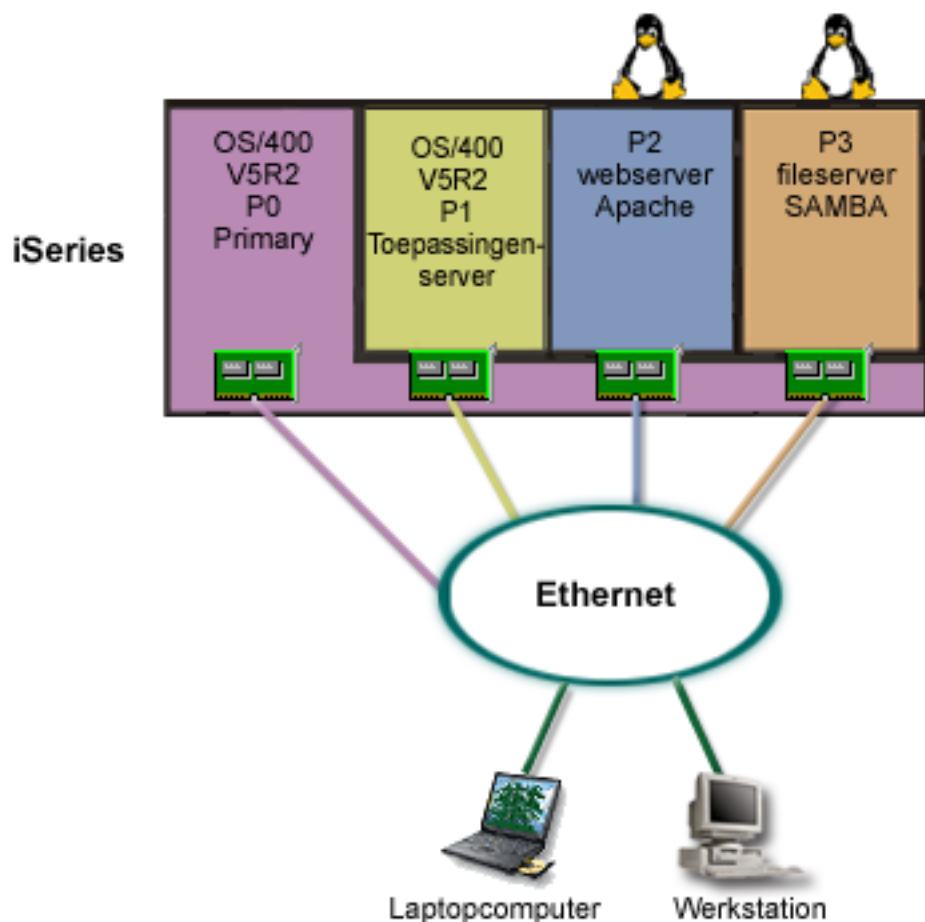 iSeries
OS/400
V5R2
P0
Primary
OS/400
V5R2
P1
Toepassingen-
server
P2
webserver
Apache
P3
fileserver
SAMBA
Ethernet
Laptopcomputer
Werkstation